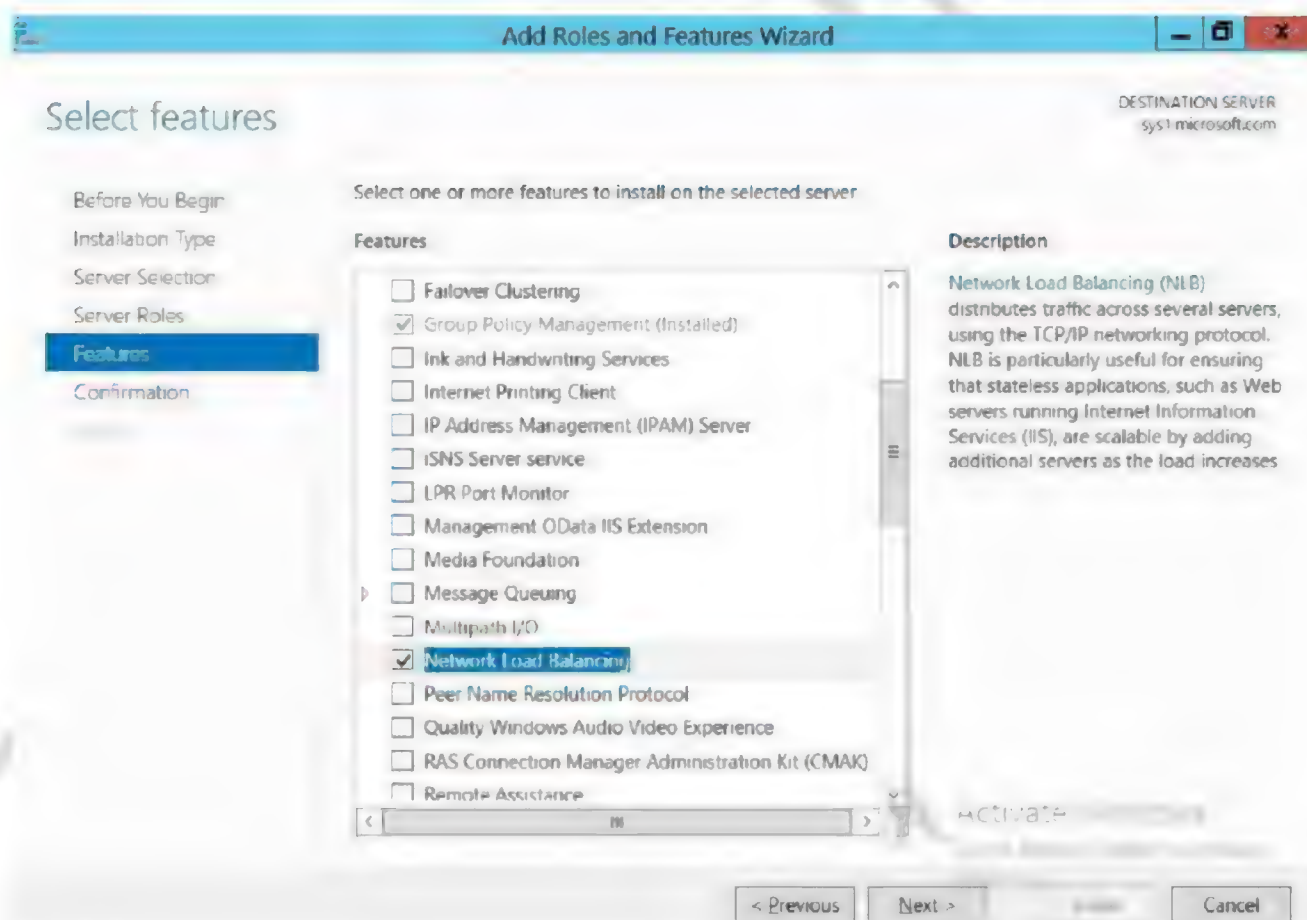 Add Roles and Features Wizard
Select features
DESTINATION SERVER
sys1.microsoft.com
Before You Begin
Installation Type
Server Selection
Server Roles
Features
Confirmation
Select one or more features to install on the selected server
Features
Failover Clustering
Group Policy Management (Installed)
Ink and Handwriting Services
Internet Printing Client
IP Address Management (IPAM) Server
iSNS Server service
LPR Port Monitor
Management OData IIS Extension
Media Foundation
Message Queuing
Multipath I/O
Network Load Balancing
Peer Name Resolution Protocol
Quality Windows Audio Video Experience
RAS Connection Manager Administration Kit (CMAK)
Remote Assistance
Description
Network Load Balancing (NLB)
distributes traffic across several servers,
using the TCP/IP networking protocol.
NLB is particularly useful for ensuring
that stateless applications, such as Web
servers running Internet Information
Services (IIS), are scalable by adding
additional servers as the load increases
Activate
< Previous
Next >
Cancel